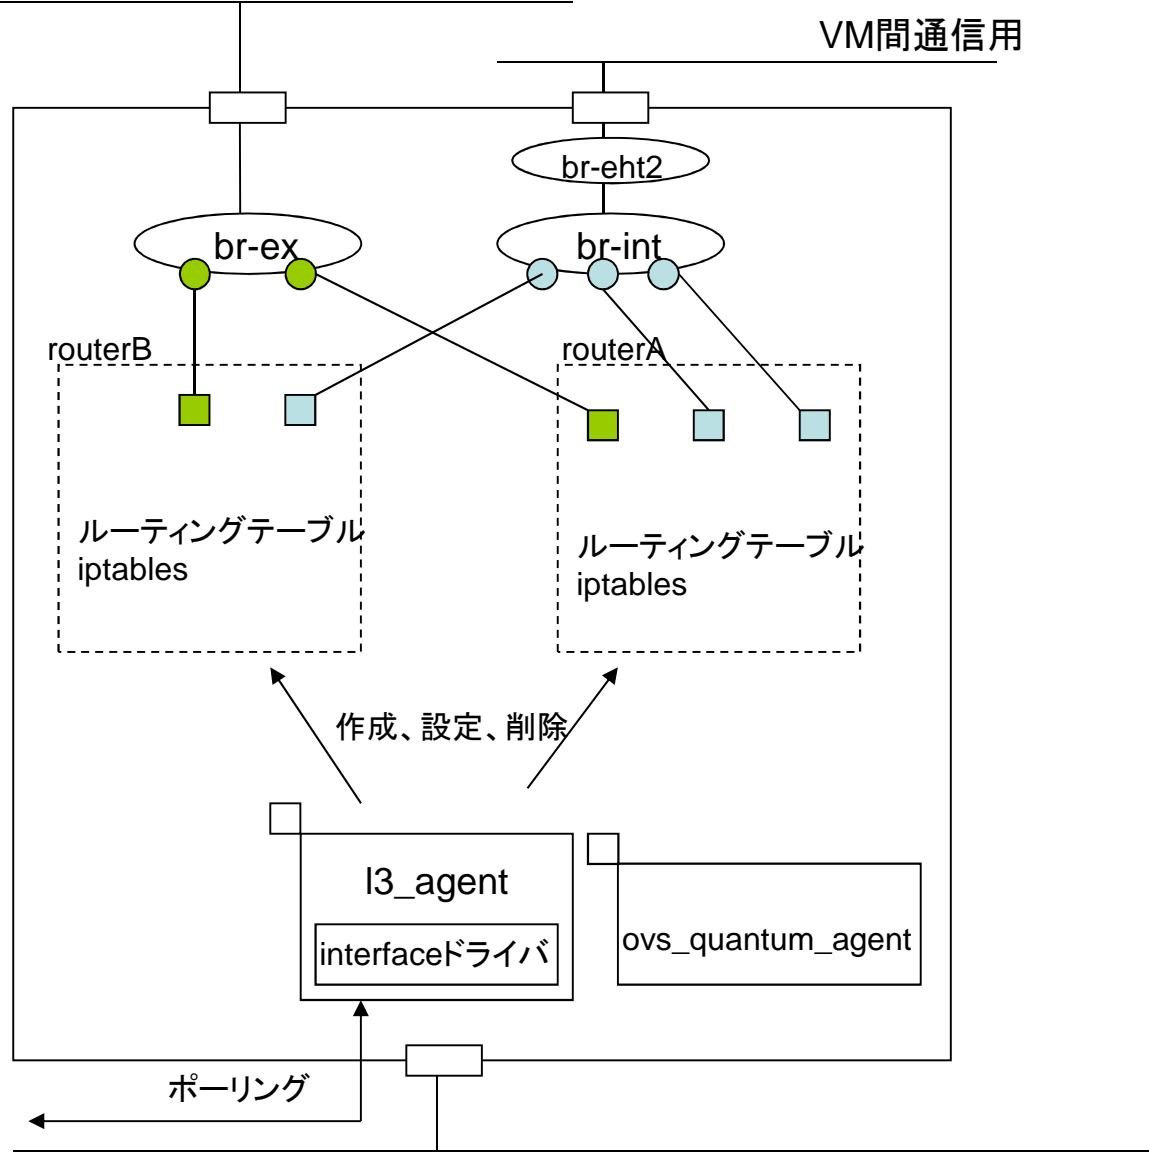 VM間通信用
br-eht2
br-ex
br-int
routerB
routerA
ルーティングテーブル
iptables
ルーティングテーブル
iptables
作成、設定、削除
l3_agent
interfaceドライバ
ovs_quantum_agent
ポーリング